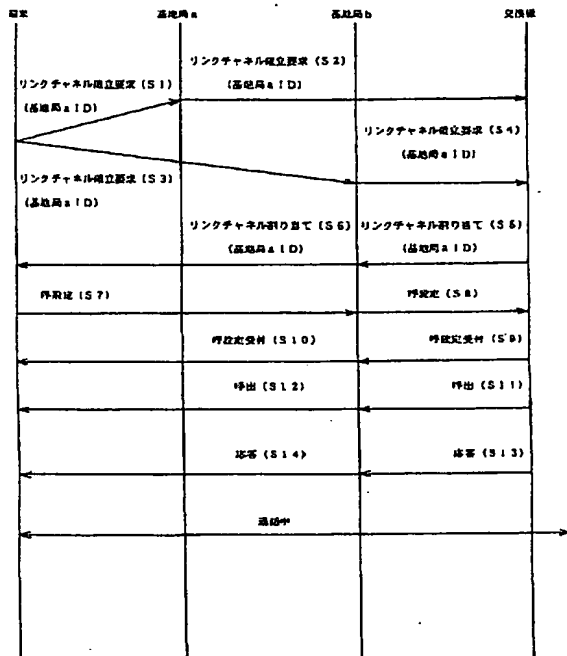 端末 基地局a 基地局b 交換機
リンクチャネル確立要求 (S2)
(基地局aID)
リンクチャネル確立要求 (S1)
(基地局aID)
リンクチャネル確立要求 (S4)
(基地局aID)
リンクチャネル確立要求 (S3)
(基地局aID)
リンクチャネル割り当て (S6) リンクチャネル割り当て (S5)
(基地局aID) (基地局aID)
呼設定 (S7) 呼設定 (S8)
呼設定受付 (S10) 呼設定受付 (S9)
呼出 (S12) 呼出 (S11)
応答 (S14) 応答 (S13)
通話中